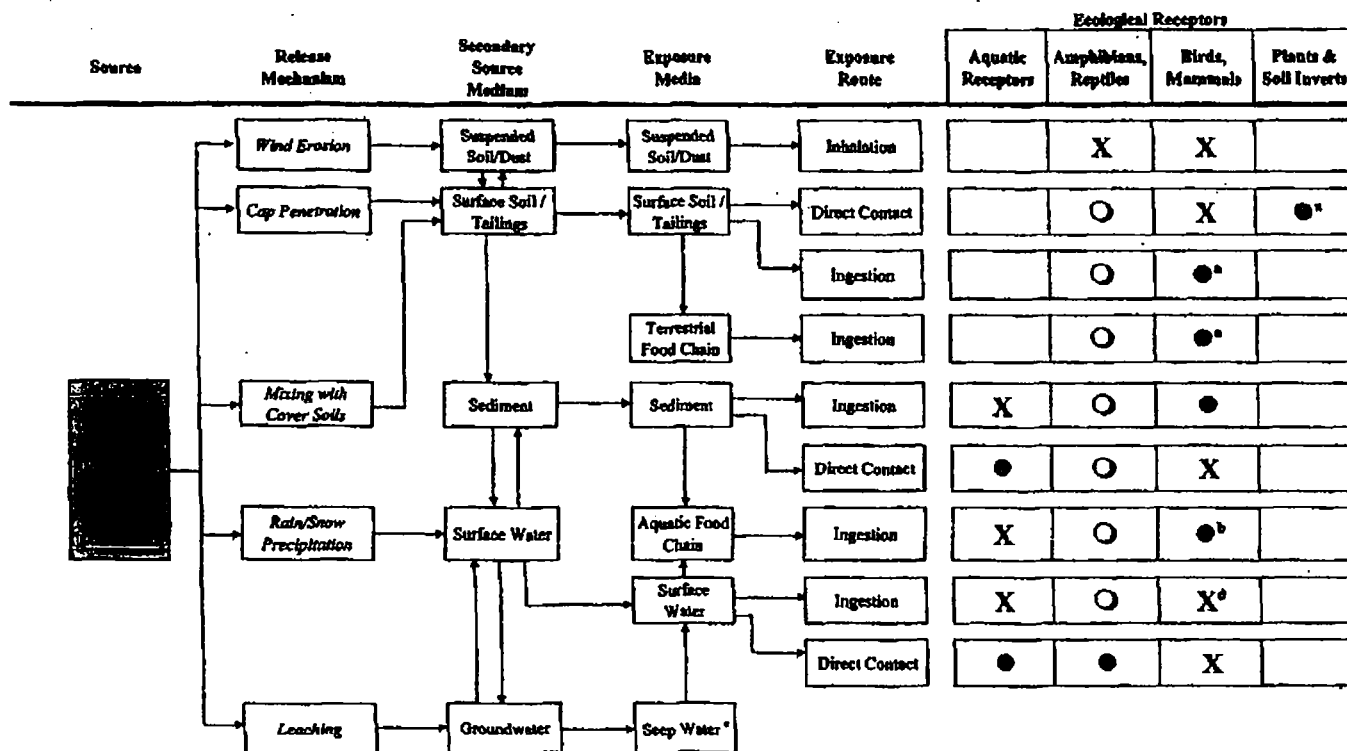 Ecological Receptors
Source
Release
Mechanism
Secondary
Source
Medium
Exposure
Media
Exposure
Route
Aquatic
Receptors
Amphibians,
Reptiles
Birds,
Mammals
Plants &
Soil Inverts
Wind Erosion
Suspended
Soil/Dust
Suspended
Soil/Dust
Inhalation
X
X
Cap Penetration
Surface Soil /
Tailings
Surface Soil /
Tailings
Direct Contact
X
Ingestion
a
Terrestrial
Food Chain
Ingestion
a
Mixing with
Cover Soils
Sediment
Sediment
Ingestion
X
Direct Contact
X
Rain/Snow
Precipitation
Surface Water
Aquatic Food
Chain
Ingestion
X
b
Surface
Water
Ingestion
X
X
Direct Contact
X
Leaching
Groundwater
Seep Water